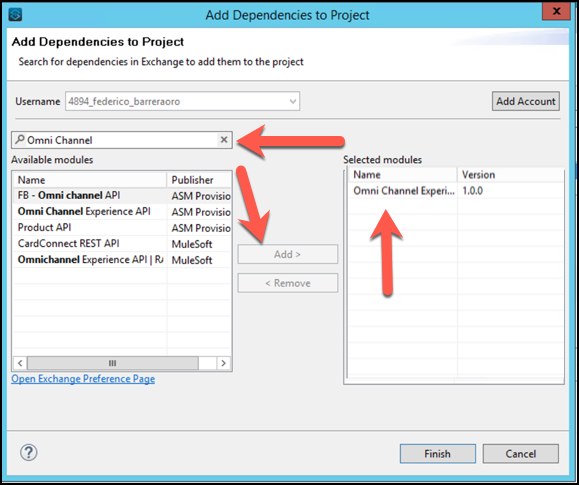 Add Dependencies to Project
X
Add Dependencies to Project
Search for dependencies in Exchange to add them to the project
Username 4894_federico_barreraoro Add Account
Omni Channel
Available modules
Name Publisher
FB - Omni channel API ASM Provisio
Omni Channel Experience API ASM Provisio
Product API ASM Provisio
CardConnect REST API MuleSoft
Omnichannel Experience API | RA MuleSoft
Open Exchange Preference Page
Add >
< Remove
Selected modules
Name Version
Omni Channel Experi... 1.0.0
?
Finish Cancel